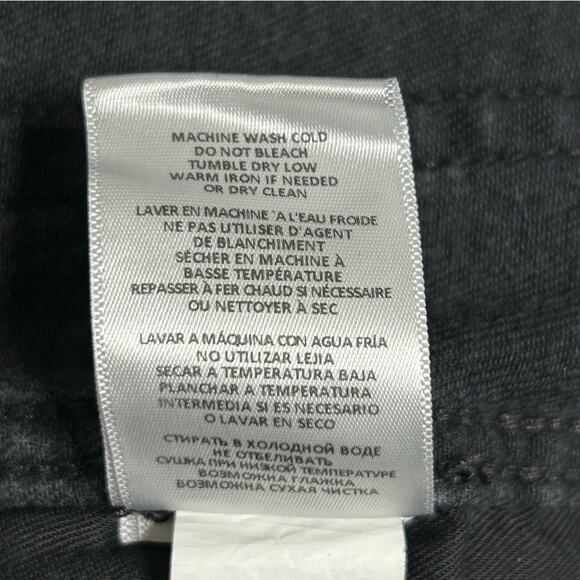 MACHINE WASH COLD
DO NOT BLEACH
TUMBLE DRY LOW
WARM IRON IF NEEDED
OR DRY CLEAN
LAVER EN MACHINE `A L'EAU FROIDE
NE PAS UTILISER D'AGENT
DE BLANCHIMENT
SÉCHER EN MACHINE À
BASSE TEMPÉRATURE
REPASSER À FER CHAUD SI NÉCESSAIRE
OU NETTOYER À SEC
LAVAR A MÁQUINA CON AGUA FRÍA
NO UTILIZAR LEJIA
SECAR A TEMPERATURA BAJA
PLANCHAR A TEMPERATURA
INTERMEDIA SI ES NECESARIO
O LAVAR EN SECO
СТИРАТЬ В ХОЛОДНОЙ ВОДЕ
НЕ ОТБЕЛИВАТЬ
СУШКА ПРИ НИЗКОЙ ТЕМПЕРАТУРЕ
ВОЗМОЖНА ГЛАЖКА
ВОЗМОЖНА СУХАЯ ЧИСТКА